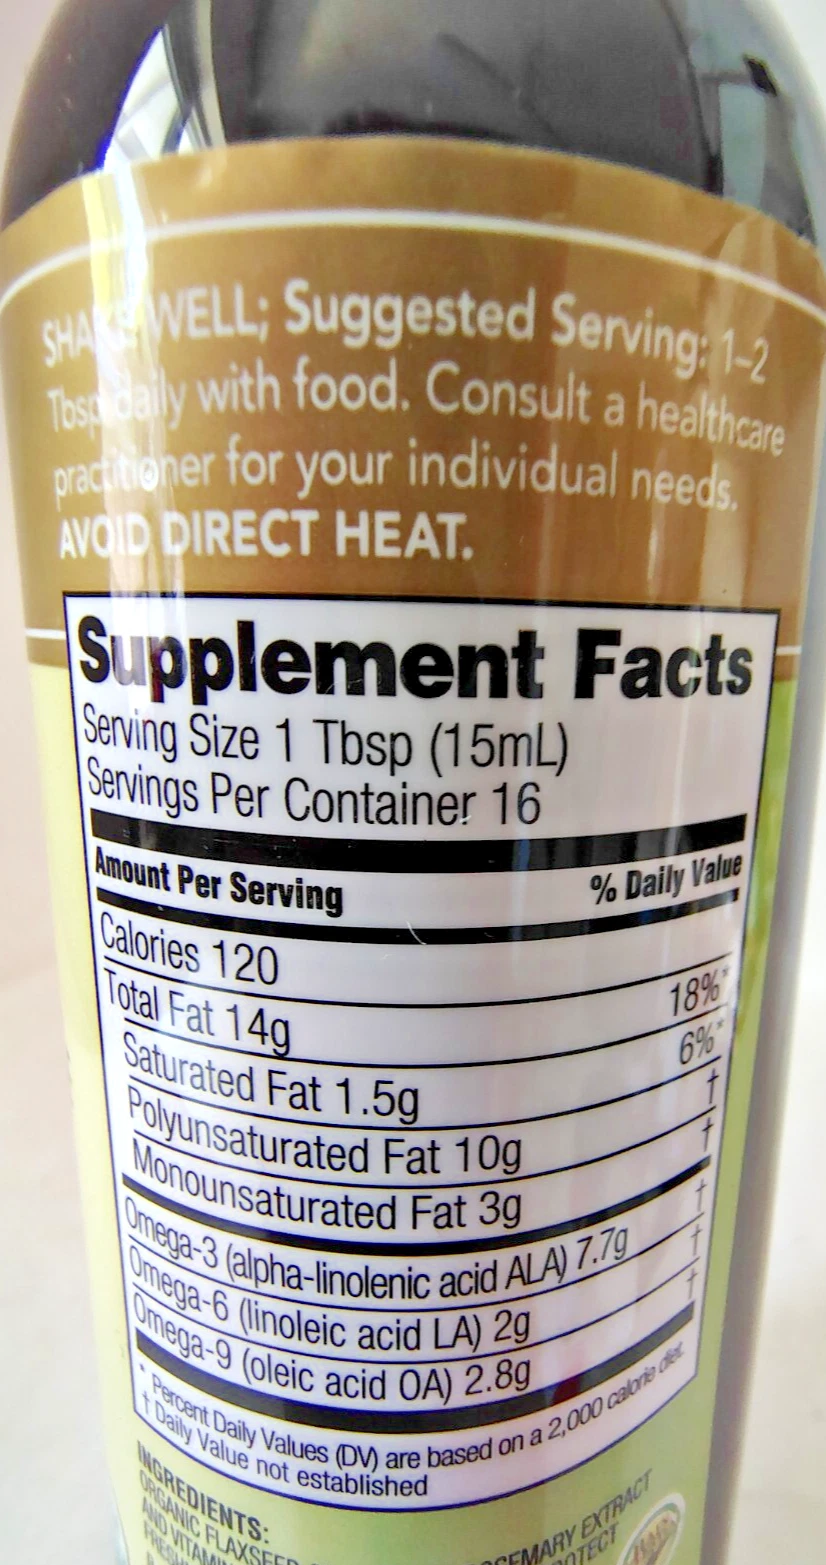 SHAKE WELL; Suggested Serving: 1-2
Tbsp daily with food. Consult a healthcare
practitioner for your individual needs.
AVOID DIRECT HEAT.
Supplement Facts
Serving Size 1 Tbsp (15mL)
Servings Per Container 16
Amount Per Serving % Daily Value
Calories 120
Total Fat 14g 18%*
Saturated Fat 1.5g 6%*
Polyunsaturated Fat 10g †
Monounsaturated Fat 3g †
Omega-3 (alpha-linolenic acid ALA) 7.7g †
Omega-6 (linoleic acid LA) 2g †
Omega-9 (oleic acid OA) 2.8g †
* Percent Daily Values (DV) are based on a 2,000 calorie diet.
† Daily Value not established
INGREDIENTS:
ORGANIC FLAXSEED ROSEMARY EXTRACT
AND